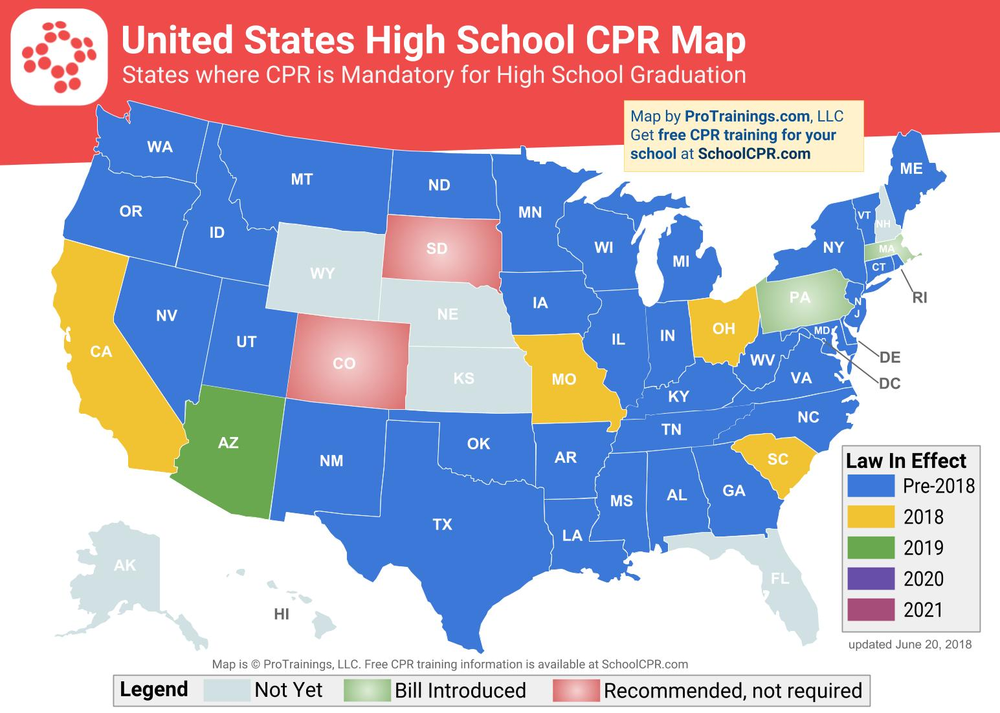 United States High School CPR Map
States where CPR is Mandatory for High School Graduation
Map by ProTrainings.com, LLC
Get free CPR training for your
school at SchoolCPR.com
WA
MT
ND
MN
ME
OR
ID
SD
WI
MI
NY
VT
NH
MA
CT
RI
WY
NE
IA
PA
N
J
NV
UT
CO
KS
MO
IL
IN
OH
WV
MD
DE
DC
VA
CA
KY
NC
TN
AZ
NM
OK
AR
SC
TX
LA
MS
AL
GA
FL
AK
HI
Law In Effect
Pre-2018
2018
2019
2020
2021
updated June 20, 2018
Map is © ProTrainings, LLC. Free CPR training information is available at SchoolCPR.com
Legend
Not Yet
Bill Introduced
Recommended, not required